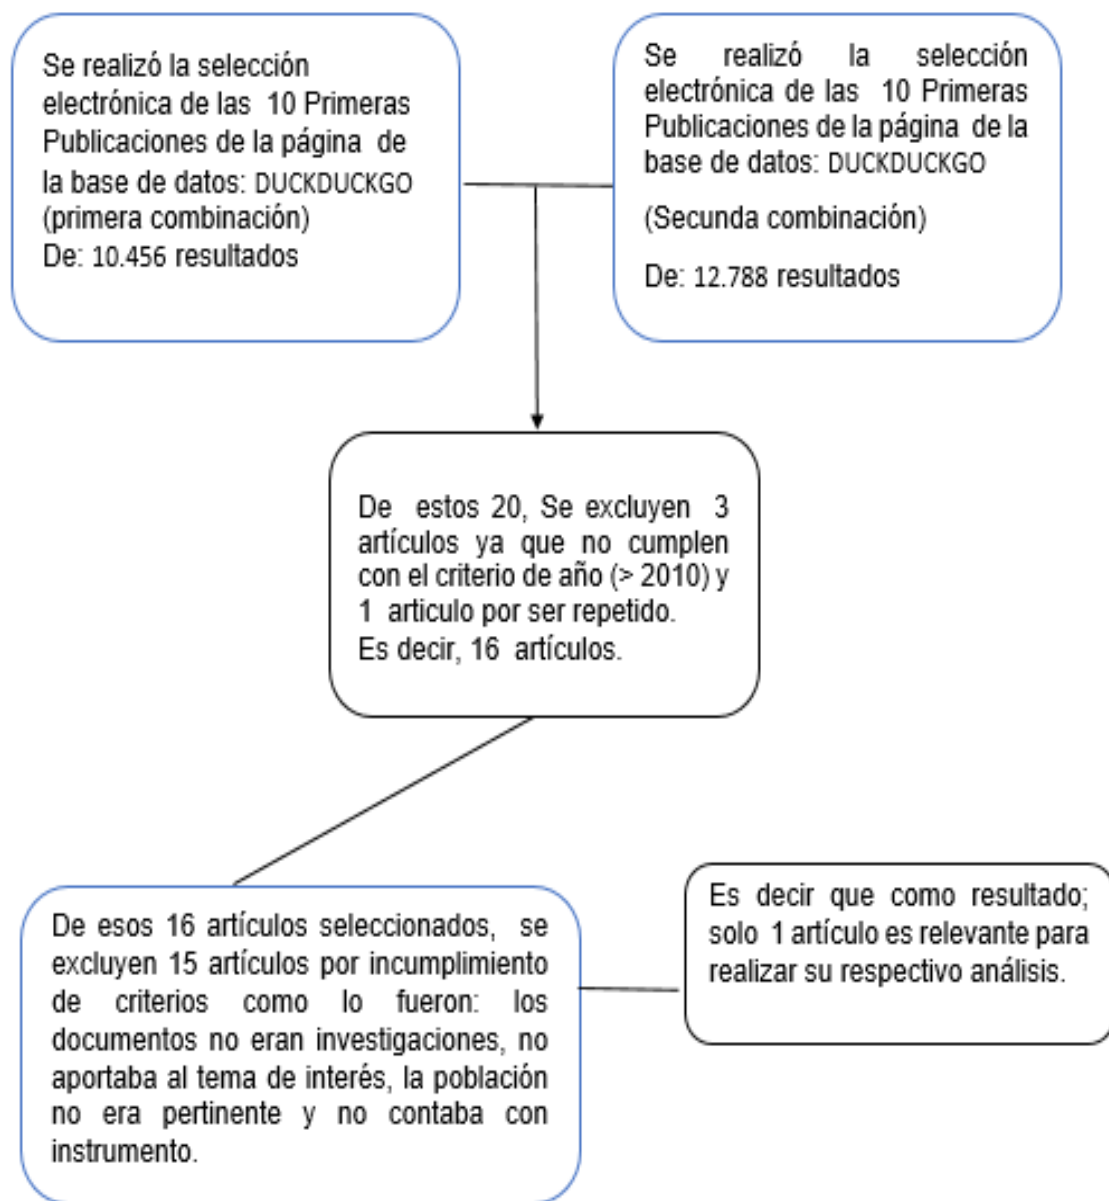 Se realizó la selección
electrónica de las 10 Primeras
Publicaciones de la página de
la base de datos: DUCKDUCKGO
(primera combinación)
De: 10.456 resultados
Se realizó la selección
electrónica de las 10 Primeras
Publicaciones de la página de la
base de datos: DUCKDUCKGO
(Secunda combinación)
De: 12.788 resultados
De estos 20, Se excluyen 3
artículos ya que no cumplen
con el criterio de año (> 2010) y
1 articulo por ser repetido.
Es decir, 16 artículos.
De esos 16 artículos seleccionados, se
excluyen 15 artículos por incumplimiento
de criterios como lo fueron: los
documentos no eran investigaciones, no
aportaba al tema de interés, la población
no era pertinente y no contaba con
instrumento.
Es decir que como resultado;
solo 1 artículo es relevante para
realizar su respectivo análisis.